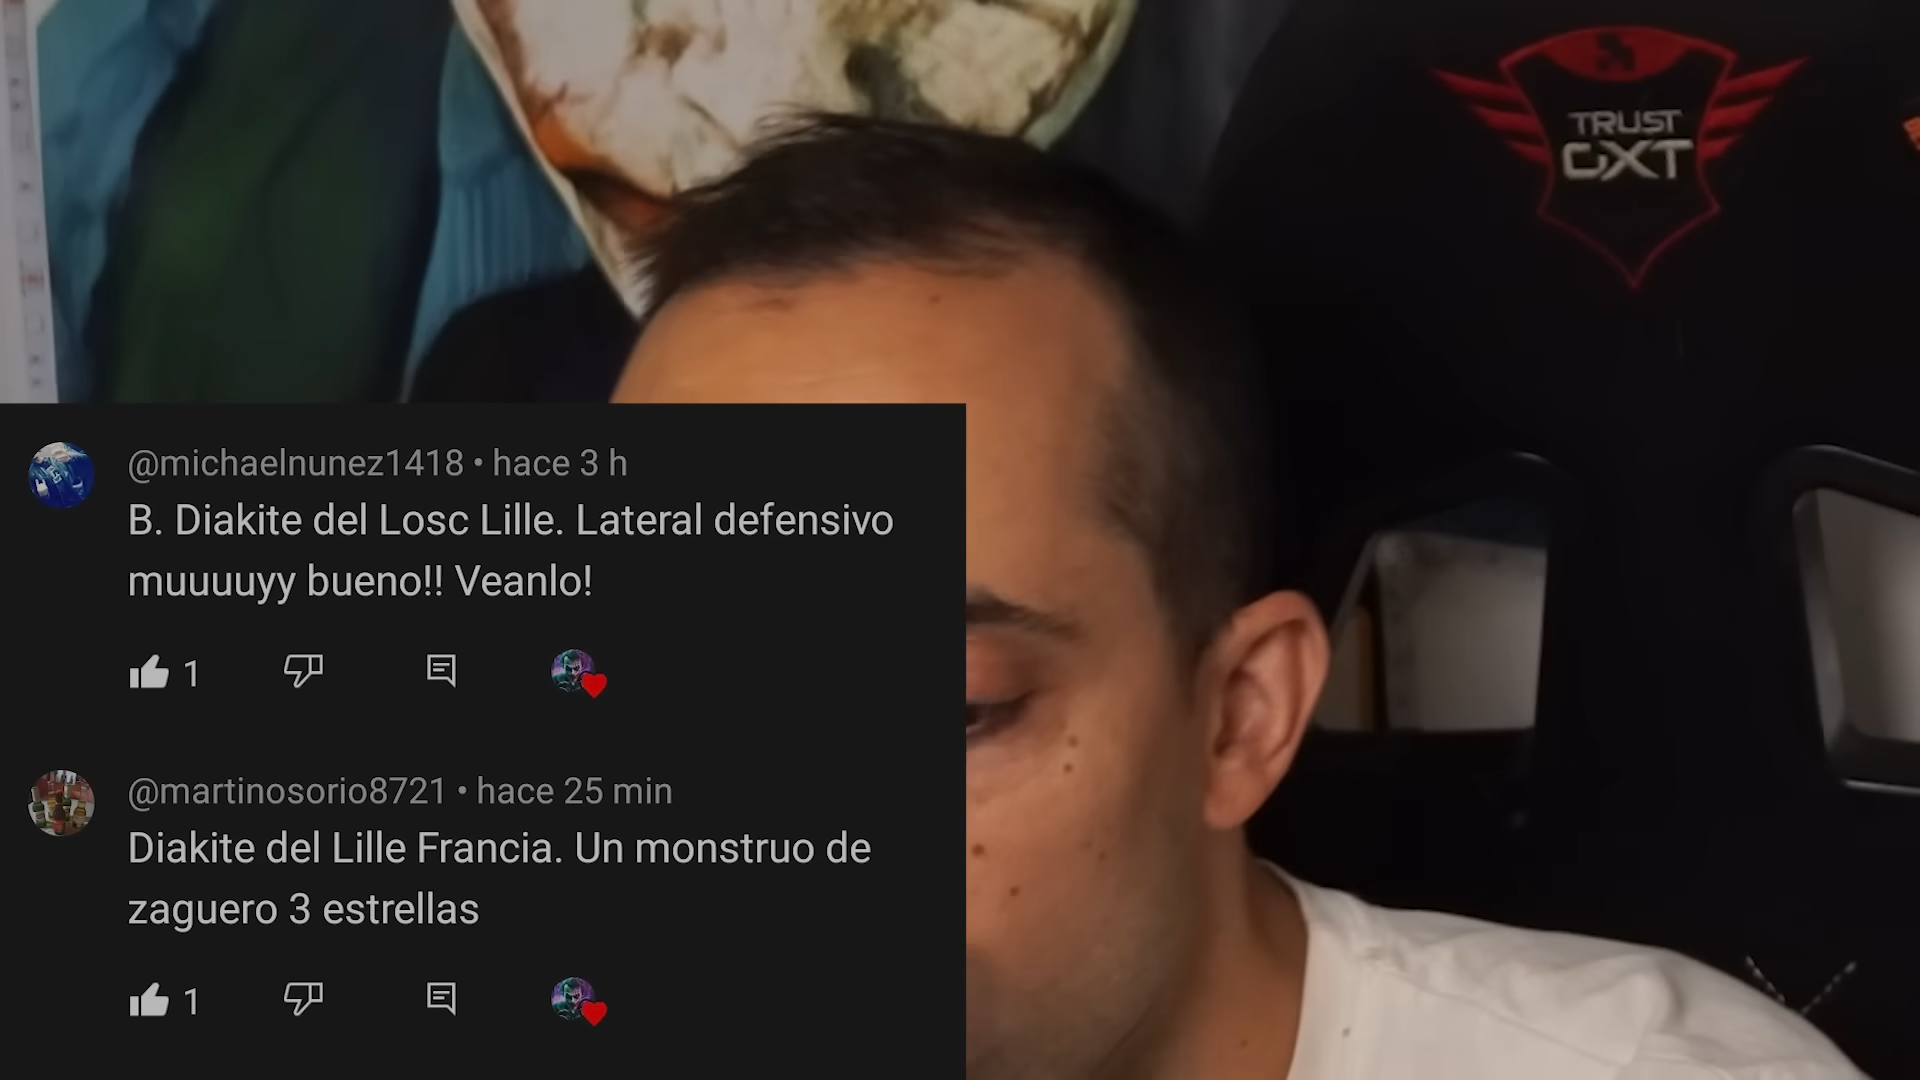 TRUST
GXT
@michaelnunez1418 • hace 3 h
B. Diakite del Losc Lille. Lateral defensivo
muuuuyy bueno!! Veanlo!
1
@martinosorio8721 • hace 25 min
Diakite del Lille Francia. Un monstruo de
zaguero 3 estrellas
1